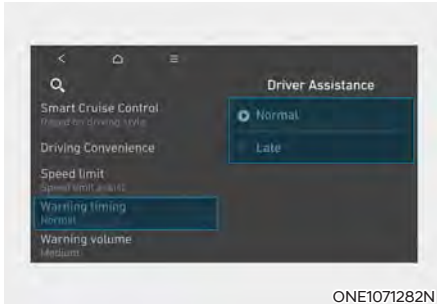 Driver Assistance
Smart Cruise Control
Based on driving style
Driving Convenience
Speed limit
Speed limit assist
Warning timing
Normal
Warning volume
Medium
Normal
Late
ONE1071282N